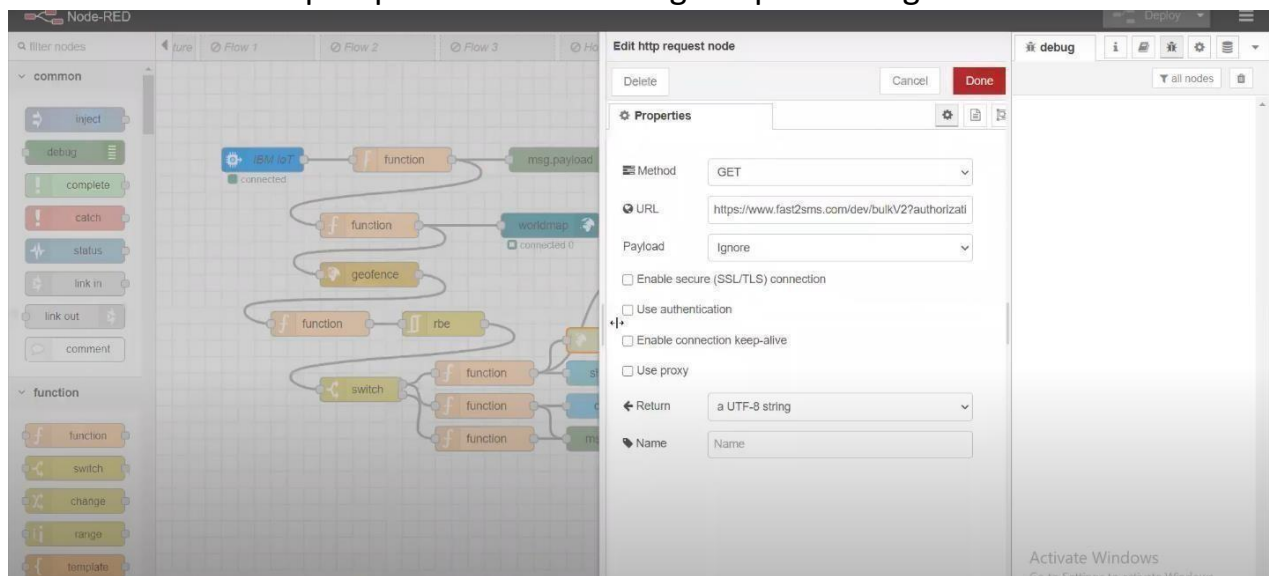 Node-RED
Deploy
filter nodes
ture
Flow 1
Flow 2
Flow 3
Edit http request node
debug
common
Delete
Cancel
Done
all nodes
Properties
inject
debug
complete
catch
status
link in
link out
comment
IBM IoT
connected
function
msg.payload
function
worldmap
connected 0
geofence
function
rbe
switch
function
function
function
Method
GET
URL
https://www.fast2sms.com/dev/bulkV2?authorizati
Payload
Ignore
Enable secure (SSL/TLS) connection
Use authentication
Enable connection keep-alive
Use proxy
Return
a UTF-8 string
Name
Name
function
function
switch
change
range
template
Activate Windows